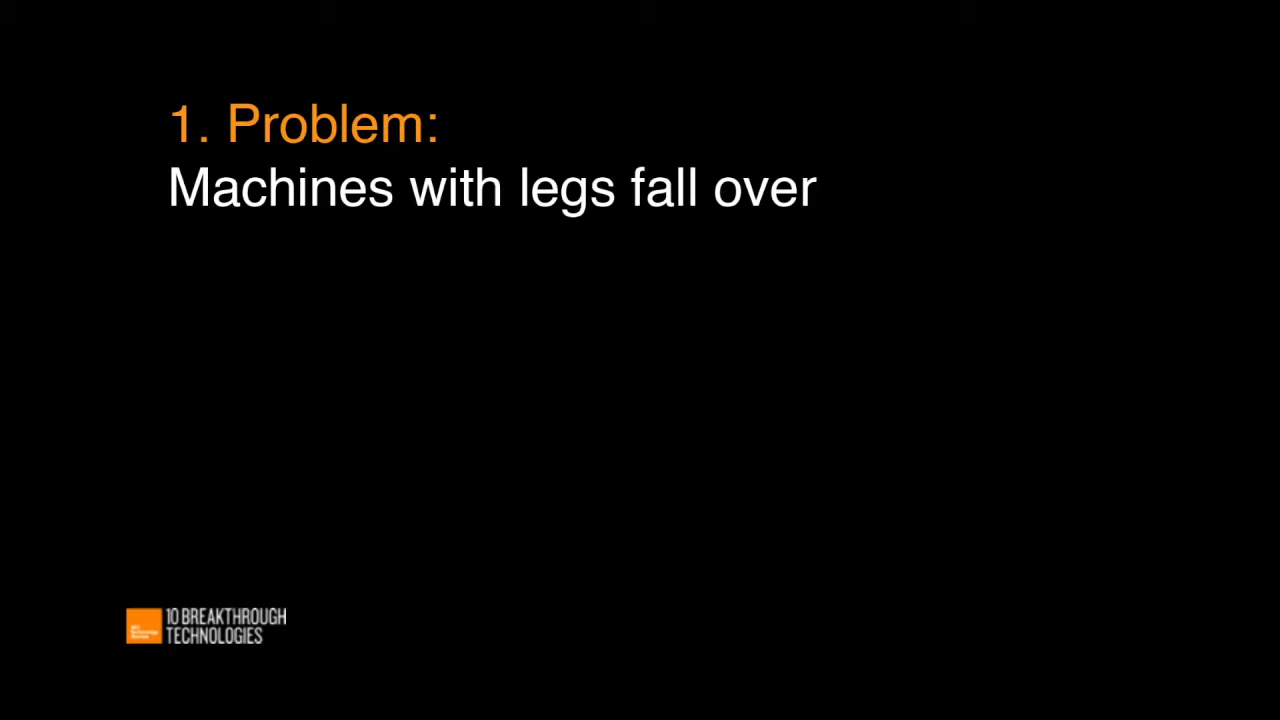 1. Problem:
Machines with legs fall over
10 BREAKTHROUGH
TECHNOLOGIES